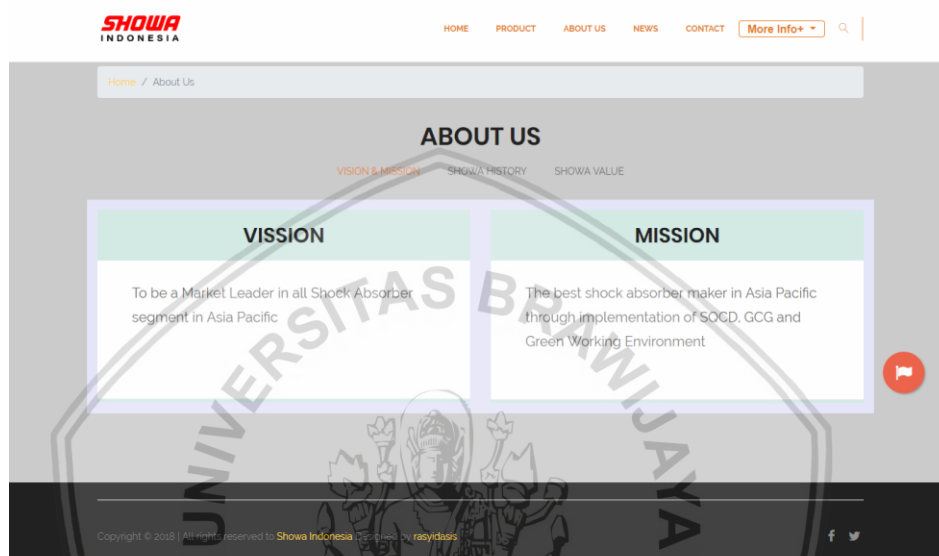 SHOWA
INDONESIA
HOME PRODUCT ABOUT US NEWS CONTACT More Info+
Home / About Us
ABOUT US
VISION & MISSION SHOWA HISTORY SHOWA VALUE
VISSION
To be a Market Leader in all Shock Absorber
segment in Asia Pacific
MISSION
The best shock absorber maker in Asia Pacific
through implementation of SQCD, GCG and
Green Working Environment
UNIVERSITAS BRAWIJAYA
Copyright © 2018 | All rights reserved to Showa Indonesia Designed by rasyidasis